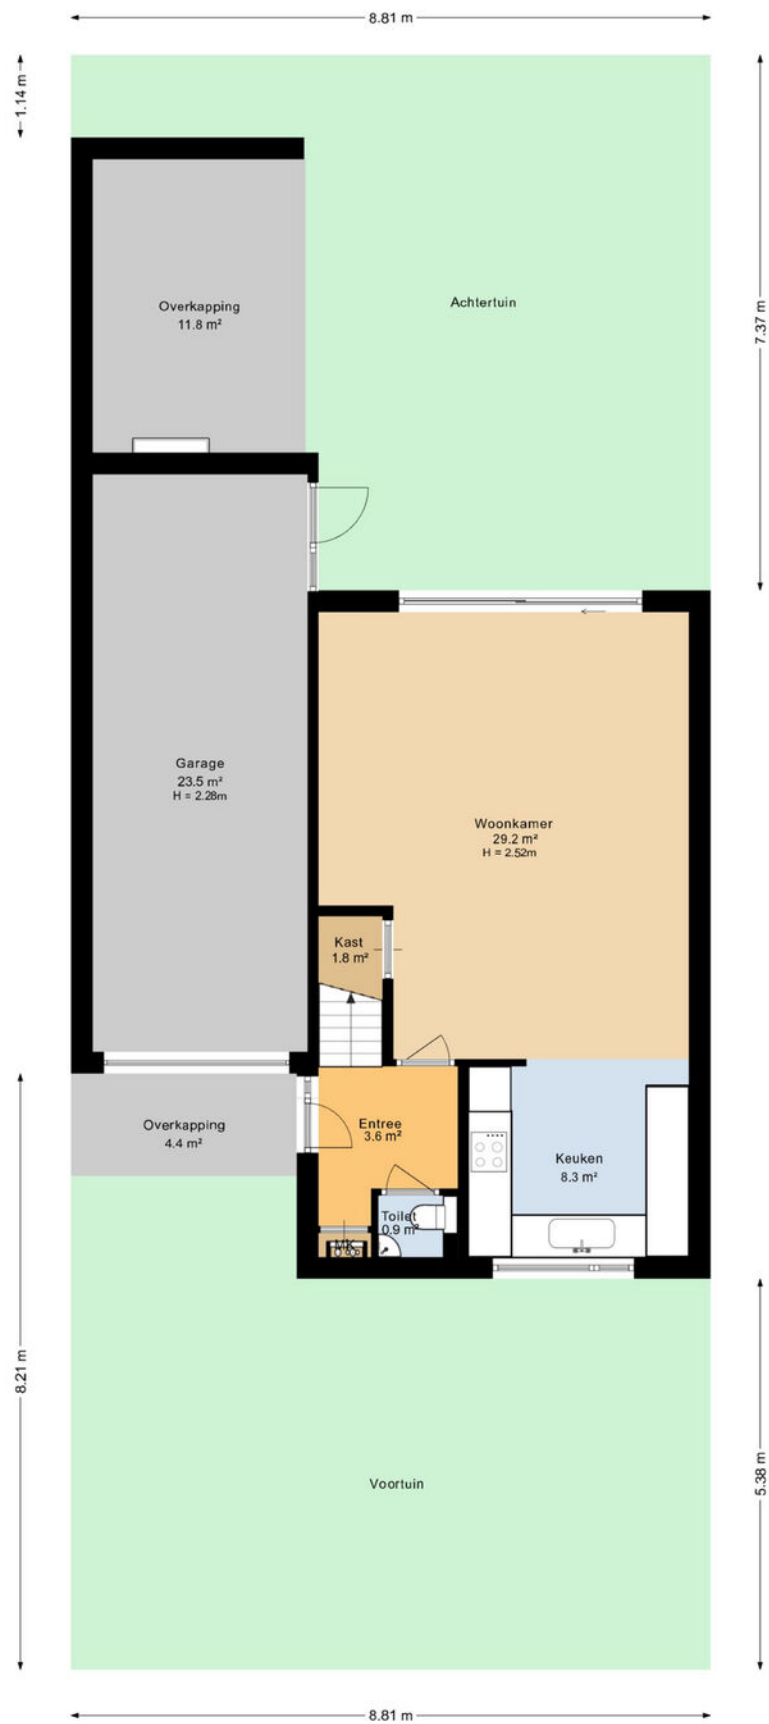 8.81 m
1.14 m
7.37 m
Achtertuin
Overkapping
11.8 m²
Garage
23.5 m²
H = 2.28m
Woonkamer
29.2 m²
H = 2.52m
Kast
1.8 m²
Overkapping
4.4 m²
Entree
3.6 m²
Keuken
8.3 m²
Toilet
0.9 m²
MK
8.21 m
5.38 m
Voortuin
8.81 m